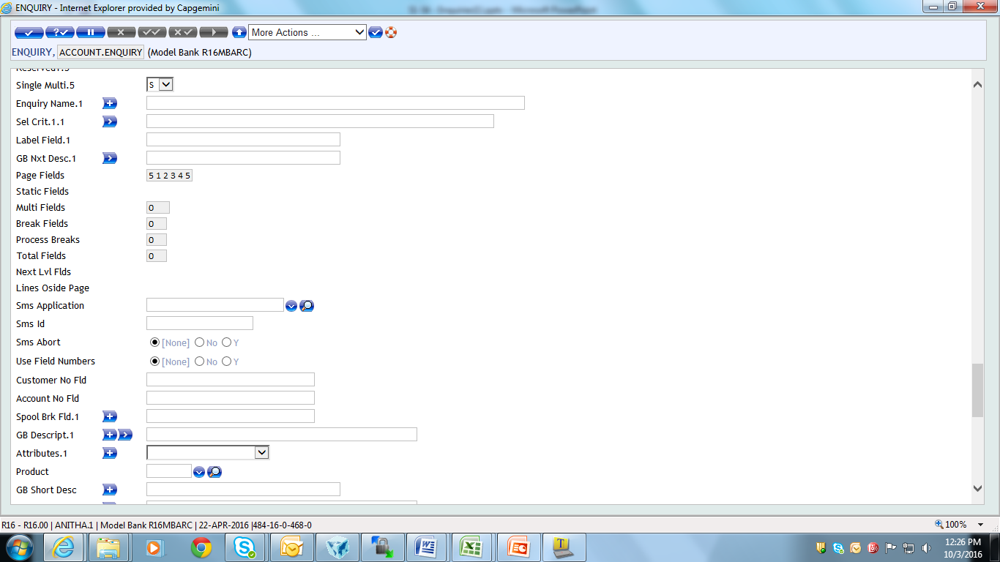 ENQUIRY - Internet Explorer provided by Capgemini
More Actions ...
ENQUIRY, ACCOUNT.ENQUIRY (Model Bank R16MBARC)
Reserved1.5
Single Multi.5 S
Enquiry Name.1
Sel Crit.1.1
Label Field.1
GB Nxt Desc.1
Page Fields 5 1 2 3 4 5
Static Fields
Multi Fields 0
Break Fields 0
Process Breaks 0
Total Fields 0
Next Lvl Flds
Lines Oside Page
Sms Application
Sms Id
Sms Abort [None] No Y
Use Field Numbers [None] No Y
Customer No Fld
Account No Fld
Spool Brk Fld.1
GB Descript.1
Attributes.1
Product
GB Short Desc
R16 - R16.00 | ANITHA.1 | Model Bank R16MBARC | 22-APR-2016 |484-16-0-468-0
100%
12:26 PM
10/3/2016